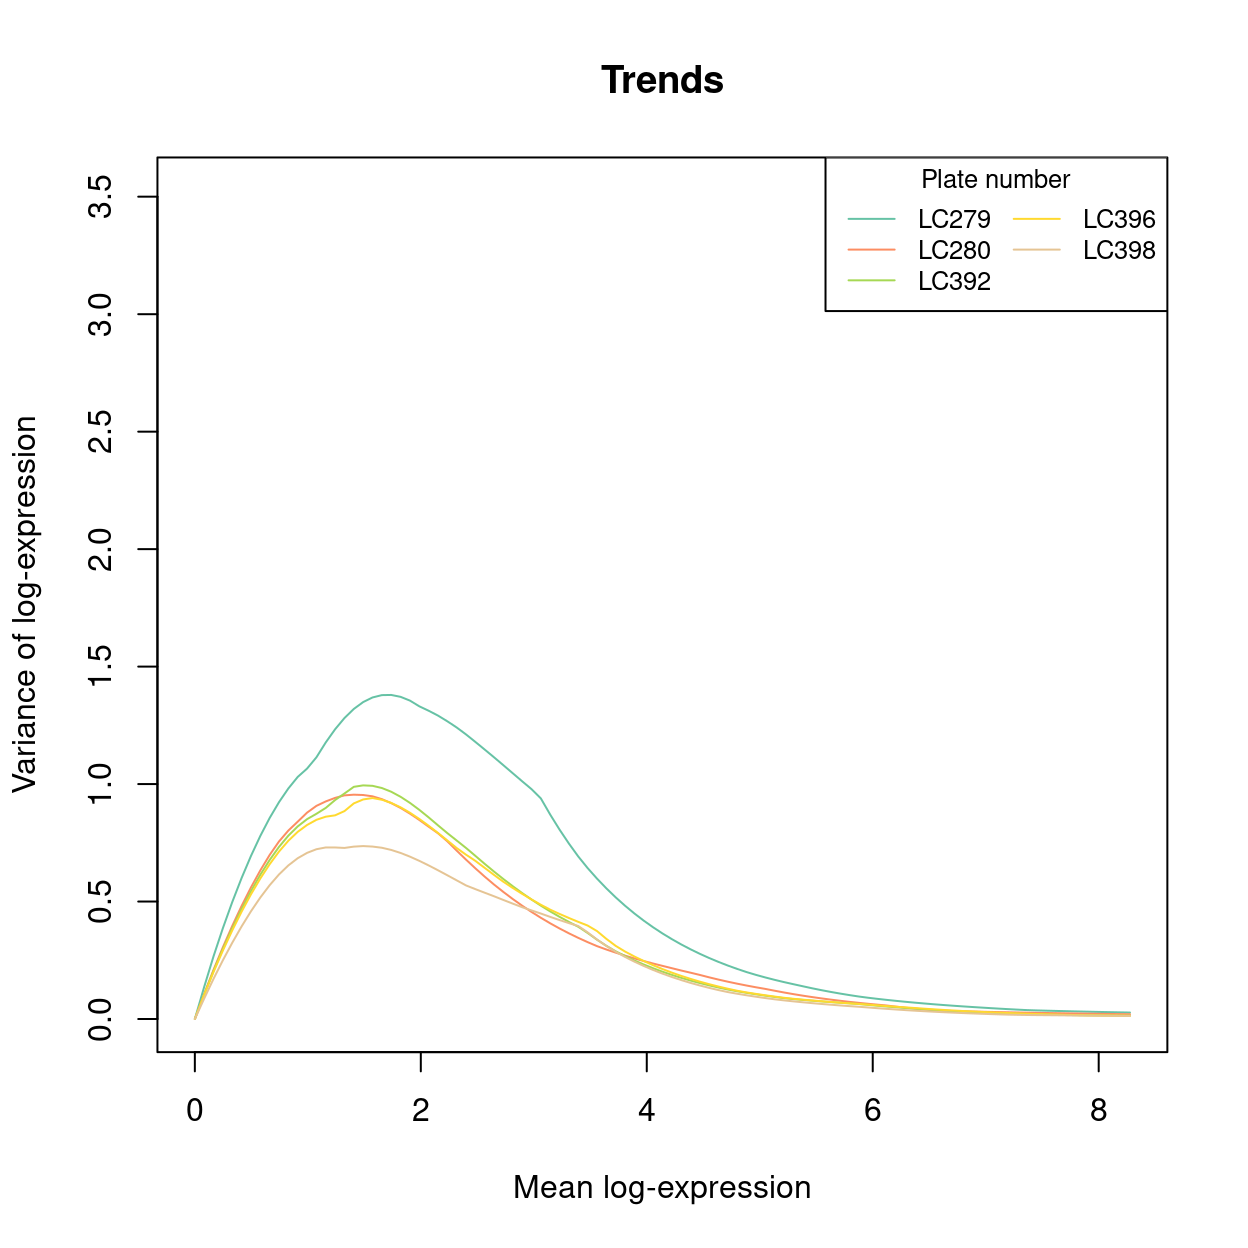 Trends
Plate number
LC279 LC396
LC280 LC398
LC392
Variance of log-expression
3.5
3.0
2.5
2.0
1.5
1.0
0.5
0.0
0 2 4 6 8
Mean log-expression